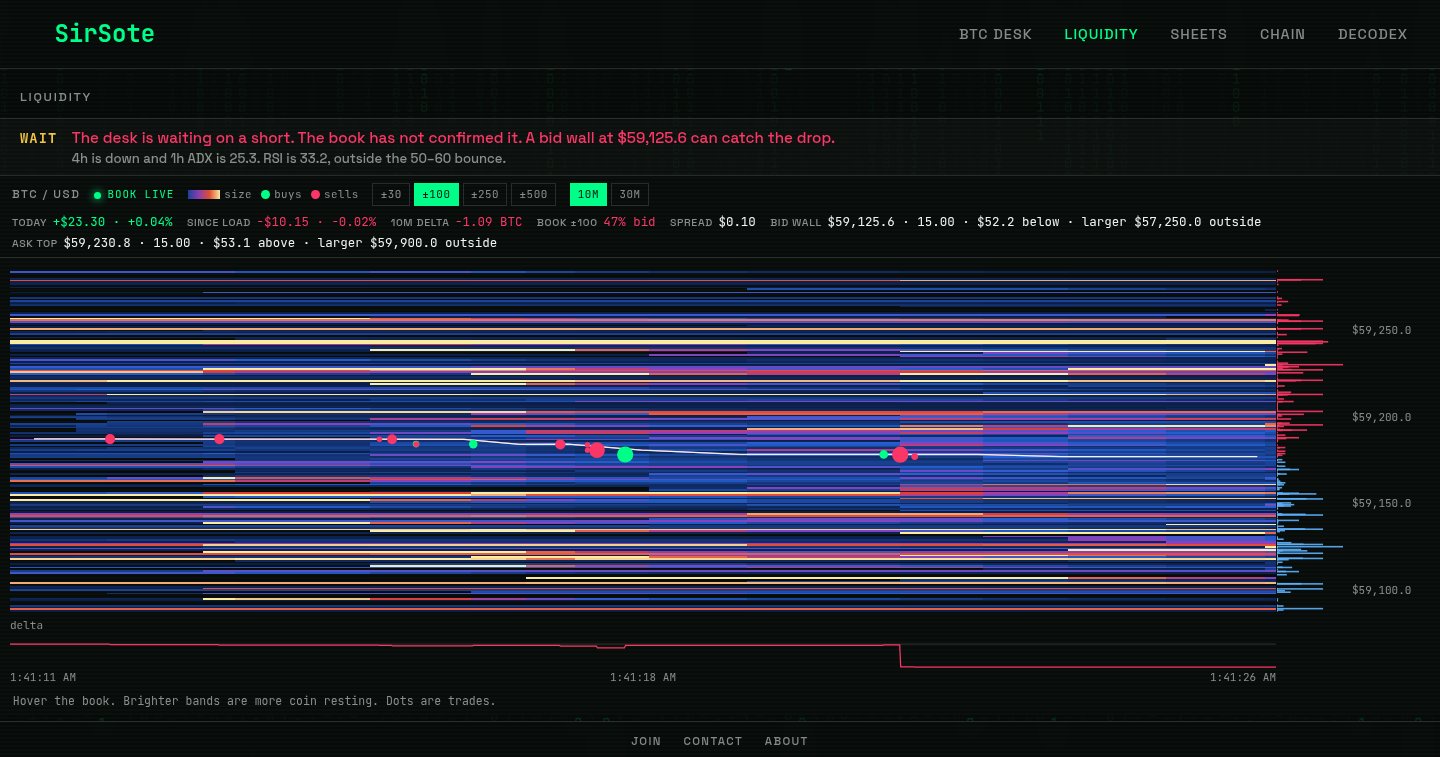 SirSote
BTC DESK LIQUIDITY SHEETS CHAIN DECODEX
LIQUIDITY
WAIT The desk is waiting on a short. The book has not confirmed it. A bid wall at $59,125.6 can catch the drop.
4h is down and 1h ADX is 25.3. RSI is 33.2, outside the 50–60 bounce.
BTC / USD BOOK LIVE size buys sells ±30 ±100 ±250 ±500 10M 30M
TODAY +$23.30 · +0.04% SINCE LOAD -$10.15 · -0.02% 10M DELTA -1.09 BTC BOOK ±100 47% bid SPREAD $0.10 BID WALL $59,125.6 · 15.00 · $52.2 below · larger $57,250.0 outside
ASK TOP $59,230.8 · 15.00 · $53.1 above · larger $59,900.0 outside
$59,250.0
$59,200.0
$59,150.0
$59,100.0
delta
1:41:11 AM 1:41:18 AM 1:41:26 AM
Hover the book. Brighter bands are more coin resting. Dots are trades.
JOIN CONTACT ABOUT